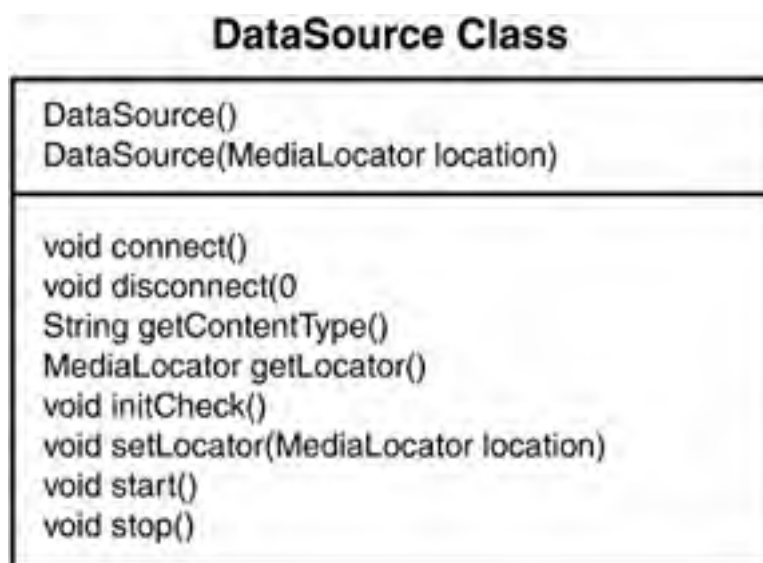 DataSource Class
DataSource()
DataSource(MediaLocator location)
void connect()
void disconnect(0
String getContentType()
MediaLocator getLocator()
void initCheck()
void setLocator(MediaLocator location)
void start()
void stop()